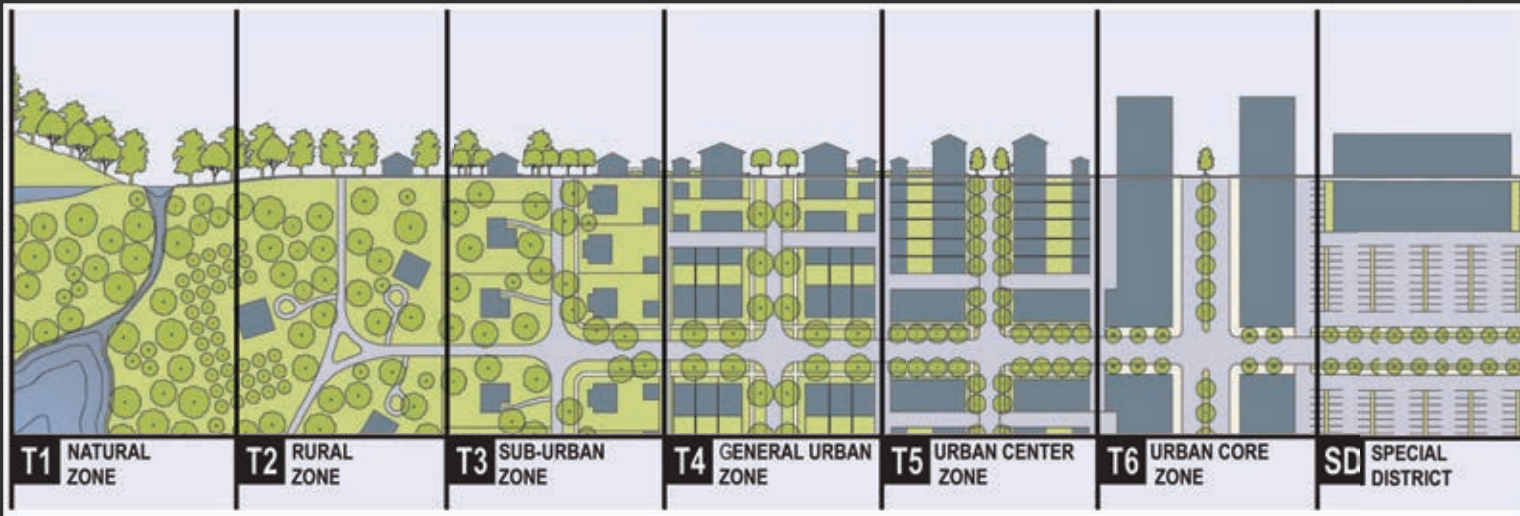 T1 NATURAL
ZONE
T2 RURAL
ZONE
T3 SUB-URBAN
ZONE
T4 GENERAL URBAN
ZONE
T5 URBAN CENTER
ZONE
T6 URBAN CORE
ZONE
SD SPECIAL
DISTRICT